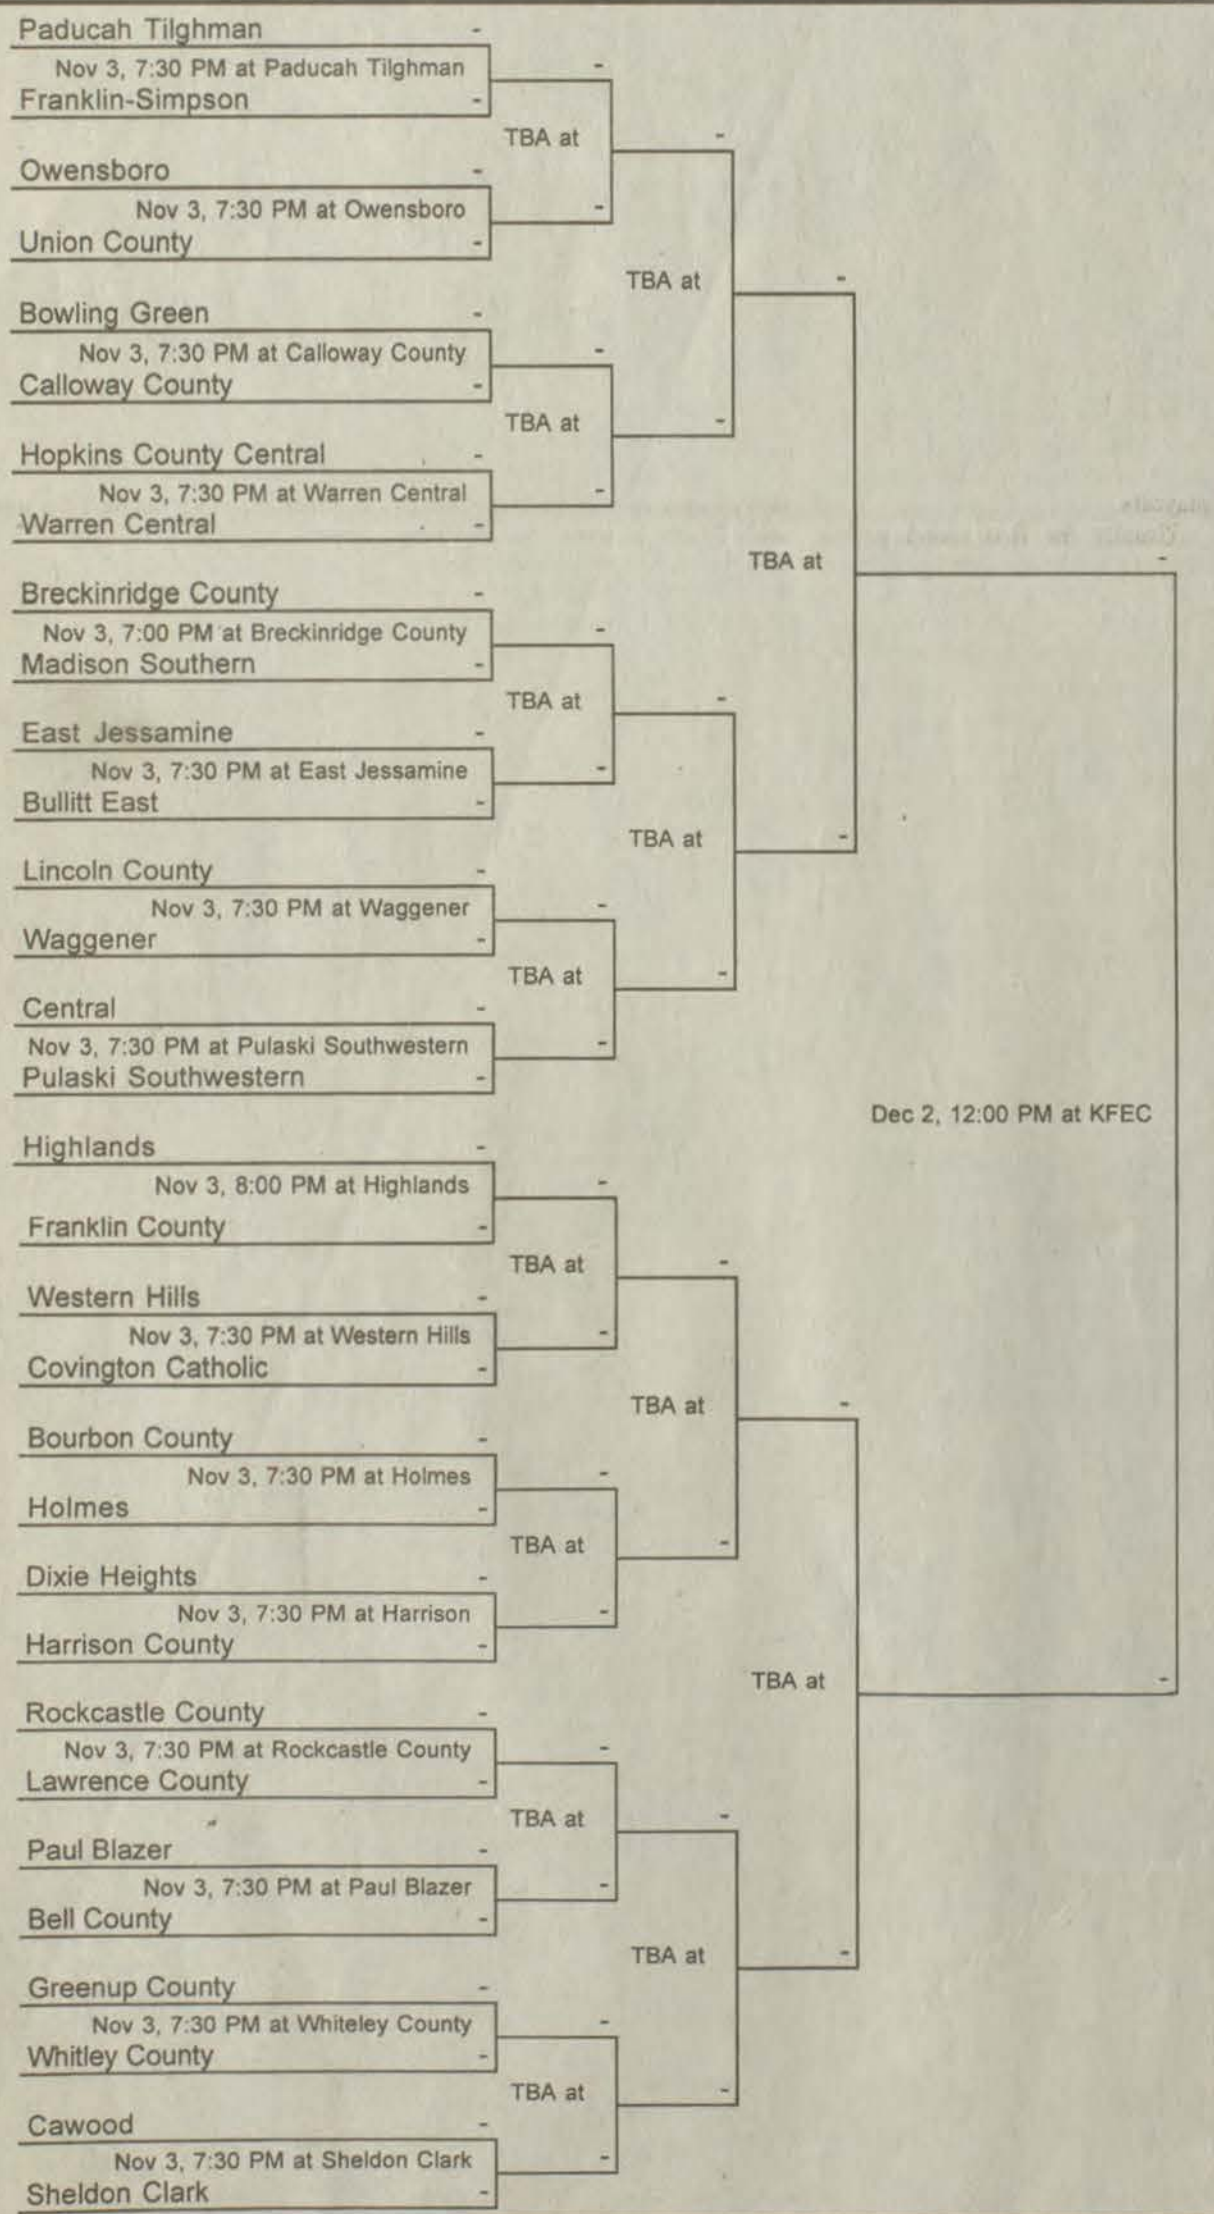 Paducah Tilghman -
Nov 3, 7:30 PM at Paducah Tilghman -
Franklin-Simpson -
TBA at -
Owensboro -
Nov 3, 7:30 PM at Owensboro -
Union County -
TBA at -
Bowling Green -
Nov 3, 7:30 PM at Calloway County -
Calloway County -
TBA at -
Hopkins County Central -
Nov 3, 7:30 PM at Warren Central -
Warren Central -
TBA at -
Breckinridge County -
Nov 3, 7:00 PM at Breckinridge County -
Madison Southern -
TBA at -
East Jessamine -
Nov 3, 7:30 PM at East Jessamine -
Bullitt East -
TBA at -
Lincoln County -
Nov 3, 7:30 PM at Waggener -
Waggener -
TBA at -
Central -
Nov 3, 7:30 PM at Pulaski Southwestern -
Pulaski Southwestern -
Dec 2, 12:00 PM at KFEC
Highlands -
Nov 3, 8:00 PM at Highlands -
Franklin County -
TBA at -
Western Hills -
Nov 3, 7:30 PM at Western Hills -
Covington Catholic -
TBA at -
Bourbon County -
Nov 3, 7:30 PM at Holmes -
Holmes -
TBA at -
Dixie Heights -
Nov 3, 7:30 PM at Harrison -
Harrison County -
TBA at -
Rockcastle County -
Nov 3, 7:30 PM at Rockcastle County -
Lawrence County -
TBA at -
Paul Blazer -
Nov 3, 7:30 PM at Paul Blazer -
Bell County -
TBA at -
Greenup County -
Nov 3, 7:30 PM at Whiteley County -
Whitley County -
TBA at -
Cawood -
Nov 3, 7:30 PM at Sheldon Clark -
Sheldon Clark -